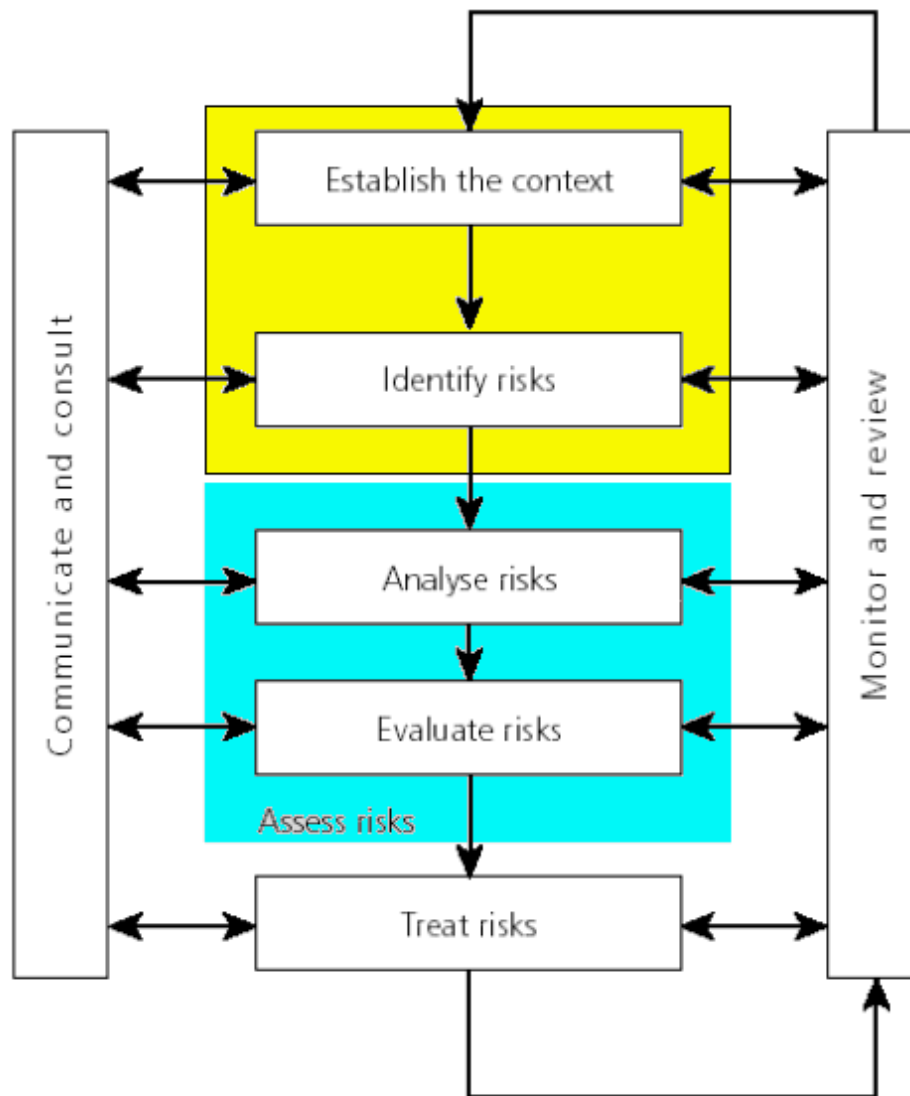 Establish the context
Identify risks
Analyse risks
Evaluate risks
Assess risks
Treat risks
Communicate and consult
Monitor and review